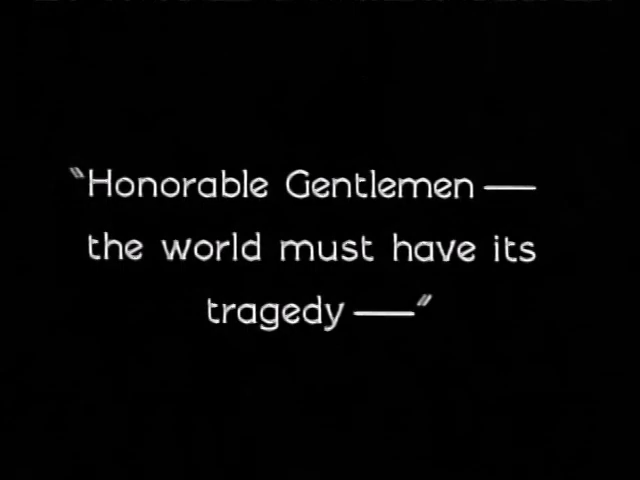 "Honorable Gentlemen —
the world must have its
tragedy —"